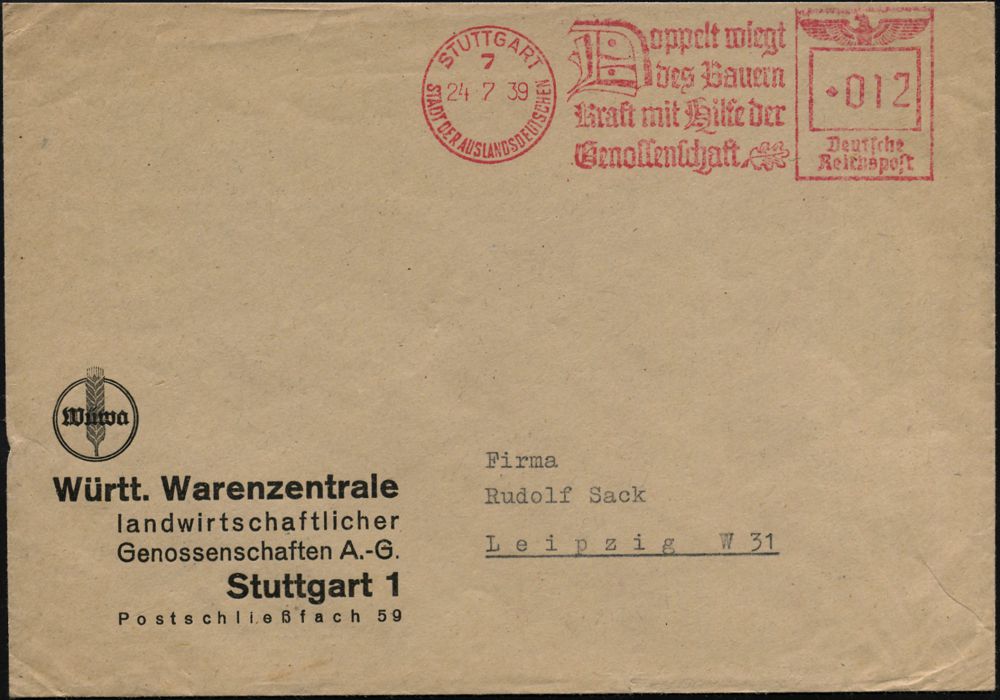 STUTTGART
7
24 7 39
STADT DER AUSLANDSDEUTSCHEN
Doppelt wiegt
des Bauern
Kraft mit Hilfe der
Genossenschaft
012
Deutsche
Reichspost
Wüwa
Württ. Warenzentrale
landwirtschaftlicher
Genossenschaften A.-G.
Stuttgart 1
Postschließfach 59
Firma
Rudolf Sack
Leipzig W 31